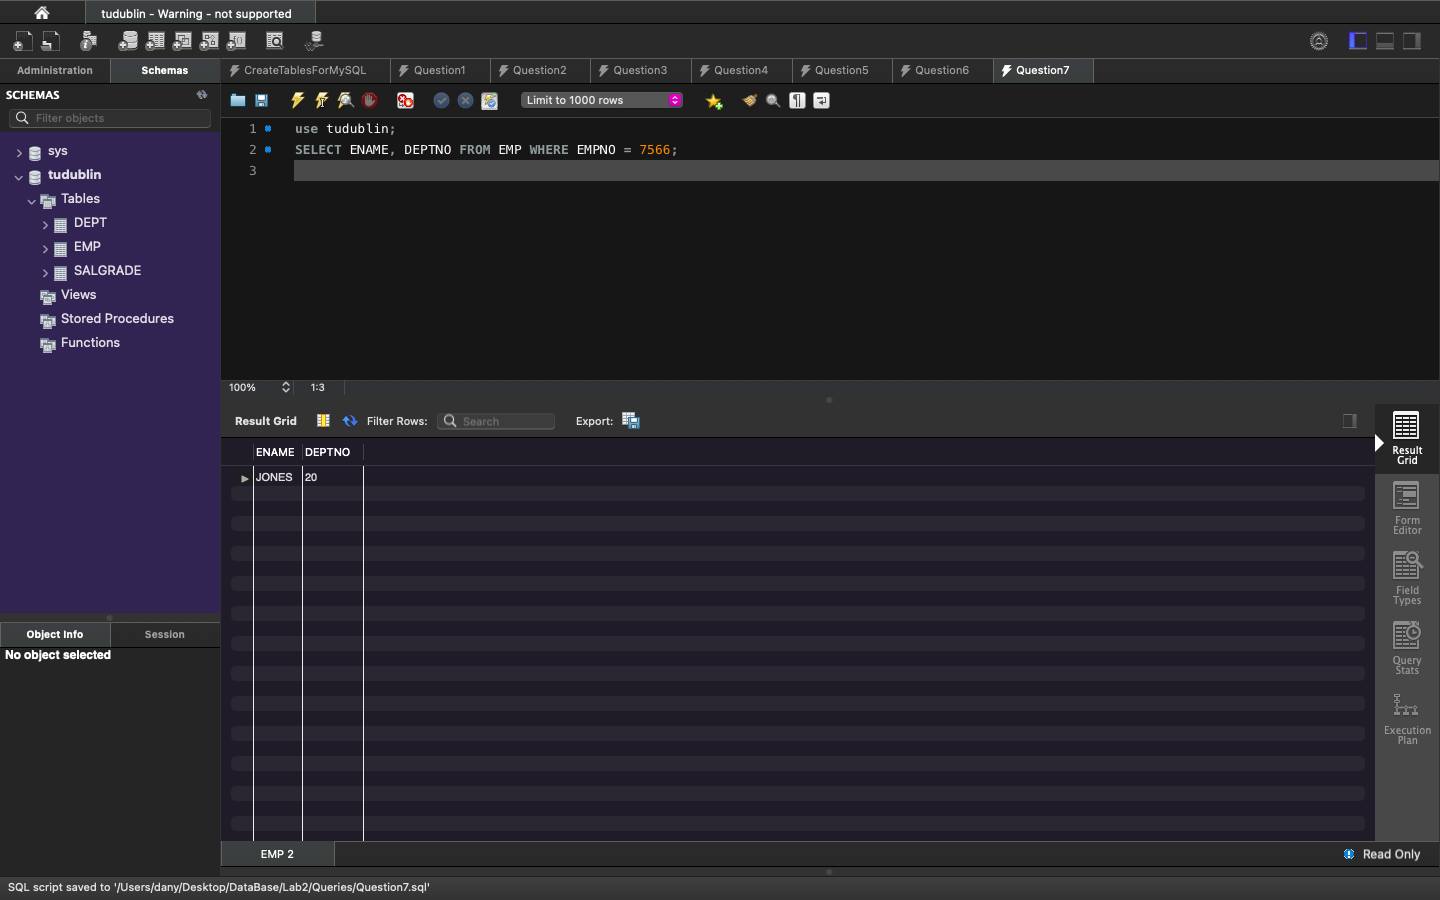 tudublin - Warning - not supported
Administration
Schemas
CreateTablesForMySQL
Question1
Question2
Question3
Question4
Question5
Question6
Question7
SCHEMAS
Filter objects
Limit to 1000 rows
sys
tudublin
Tables
DEPT
EMP
SALGRADE
Views
Stored Procedures
Functions
1 use tudublin;
2 SELECT ENAME, DEPTNO FROM EMP WHERE EMPNO = 7566;
3
100%
1:3
Result Grid
Filter Rows:
Search
Export:
ENAME DEPTNO
JONES 20
Result
Grid
Form
Editor
Field
Types
Query
Stats
Execution
Plan
Object Info
Session
No object selected
EMP 2
Read Only
SQL script saved to '/Users/dany/Desktop/DataBase/Lab2/Queries/Question7.sql'